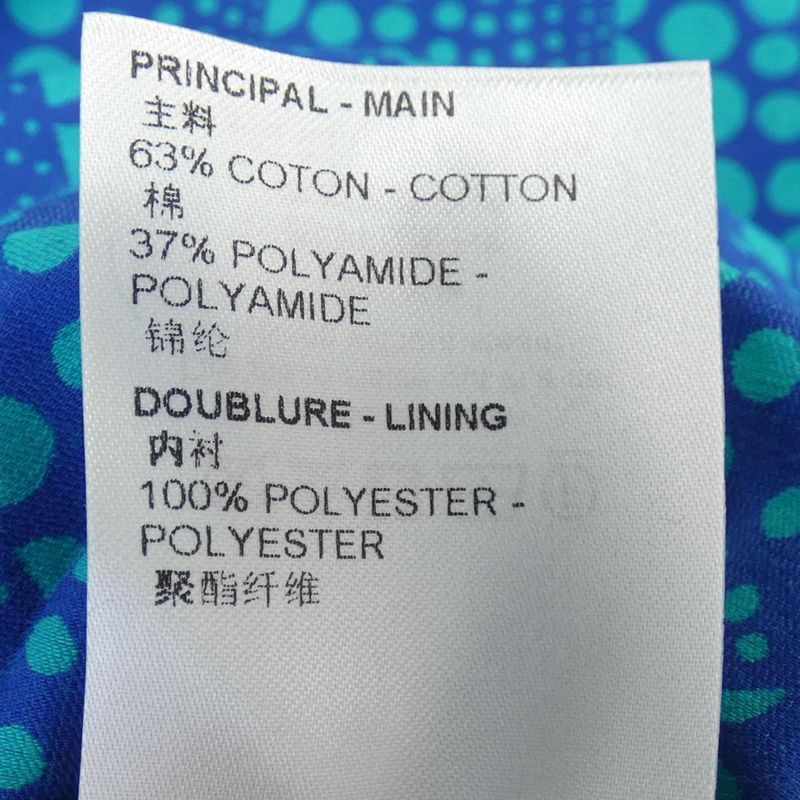 PRINCIPAL - MAIN
主料
63% COTON - COTTON
棉
37% POLYAMIDE -
POLYAMIDE
锦纶
DOUBLURE - LINING
内衬
100% POLYESTER -
POLYESTER
聚酯纤维